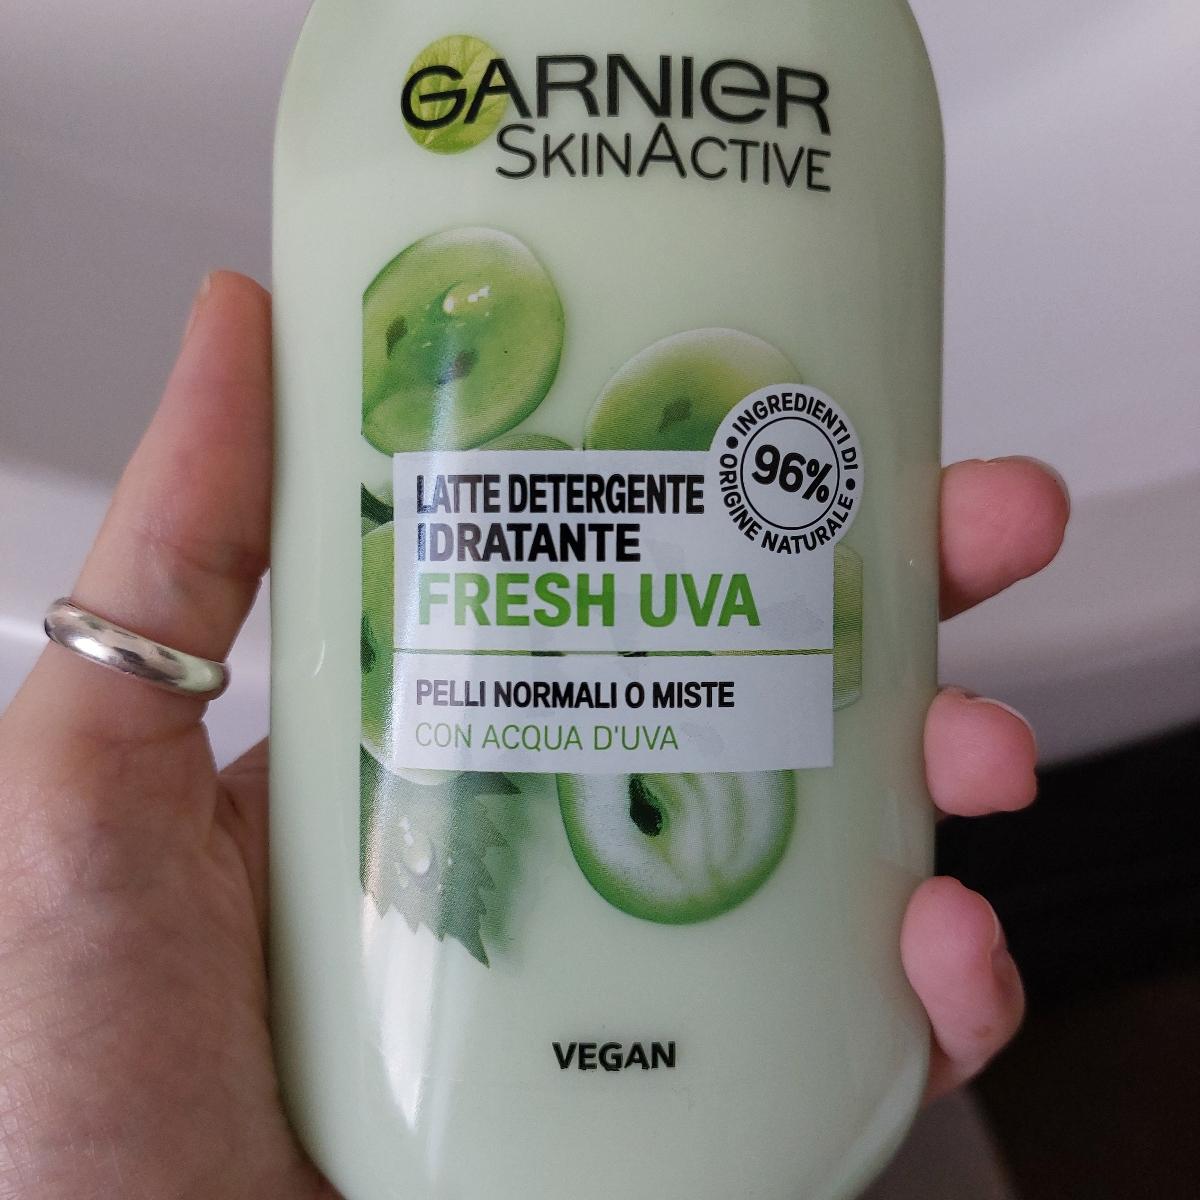 GARNIER
SKINACTIVE
INGREDIENTI DI
96%
ORIGINE NATURALE
LATTE DETERGENTE
IDRATANTE
FRESH UVA
PELLI NORMALI O MISTE
CON ACQUA D'UVA
VEGAN